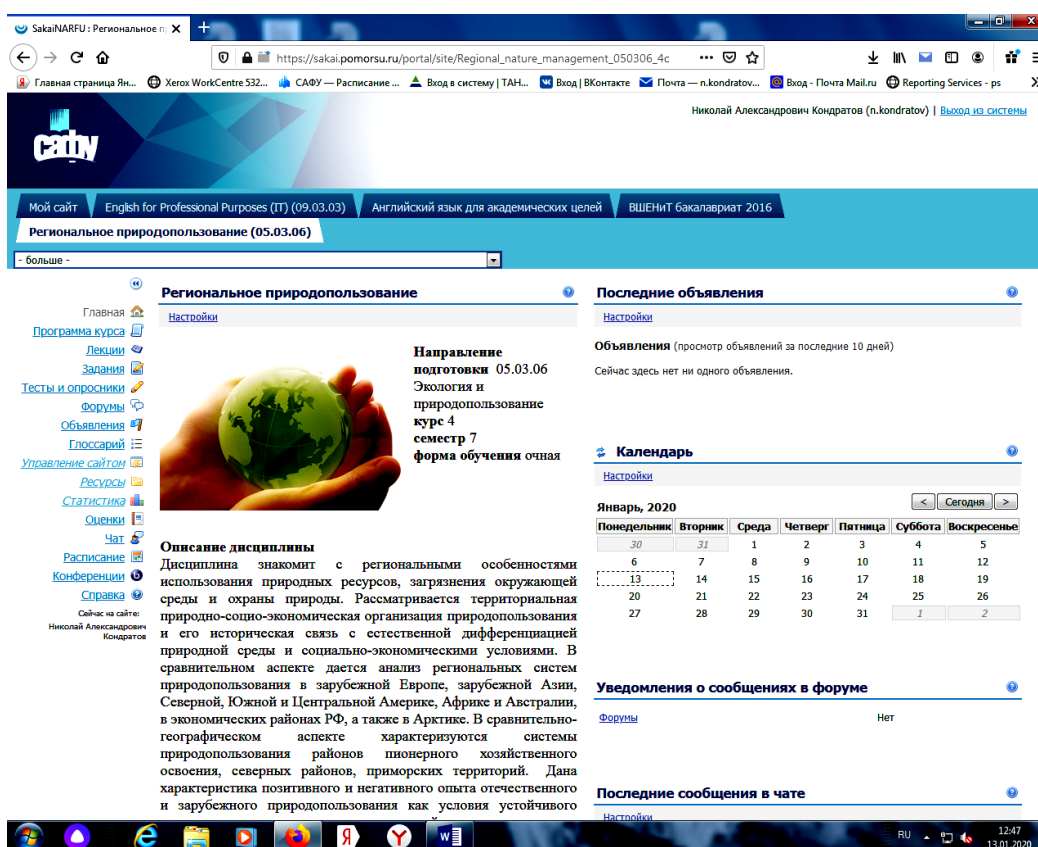 SakaiNARFU : Региональное п
https://sakai.pomorsu.ru/portal/site/Regional_nature_management_050306_4c
Главная страница Ян...
Xerox WorkCentre 532...
САФУ — Расписание ...
Вход в систему | ТАН...
Вход | ВКонтакте
Почта — n.kondratov...
Вход - Почта Mail.ru
Reporting Services - ps
Николай Александрович Кондратов (n.kondratov) | Выход из системы
сафу
Мой сайт
English for Professional Purposes (IT) (09.03.03)
Английский язык для академических целей
ВШЕНиТ бакалавриат 2016
Региональное природопользование (05.03.06)
- больше -
Главная
Программа курса
Лекции
Задания
Тесты и опросники
Форумы
Объявления
Глоссарий
Управление сайтом
Ресурсы
Статистика
Оценки
Чат
Расписание
Конференции
Справка
Сейчас на сайте:
Николай Александрович
Кондратов
Региональное природопользование
Настройки
Направление
подготовки 05.03.06
Экология и
природопользование
курс 4
семестр 7
форма обучения очная
Описание дисциплины
Дисциплина знакомит с региональными особенностями
использования природных ресурсов, загрязнения окружающей
среды и охраны природы. Рассматривается территориальная
природно-социо-экономическая организация природопользования
и его историческая связь с естественной дифференциацией
природной среды и социально-экономическими условиями. В
сравнительном аспекте дается анализ региональных систем
природопользования в зарубежной Европе, зарубежной Азии,
Северной, Южной и Центральной Америке, Африке и Австралии,
в экономических районах РФ, а также в Арктике. В сравнительно-
географическом аспекте характеризуются системы
природопользования районов пионерного хозяйственного
освоения, северных районов, приморских территорий. Дана
характеристика позитивного и негативного опыта отечественного
и зарубежного природопользования как условия устойчивого
Последние объявления
Настройки
Объявления (просмотр объявлений за последние 10 дней)
Сейчас здесь нет ни одного объявления.
Календарь
Настройки
Январь, 2020
< Сегодня >
Понедельник Вторник Среда Четверг Пятница Суббота Воскресенье
30 31 1 2 3 4 5
6 7 8 9 10 11 12
13 14 15 16 17 18 19
20 21 22 23 24 25 26
27 28 29 30 31 1 2
Уведомления о сообщениях в форуме
Форумы Нет
Последние сообщения в чате
Настройки
RU
12:47
13.01.2020